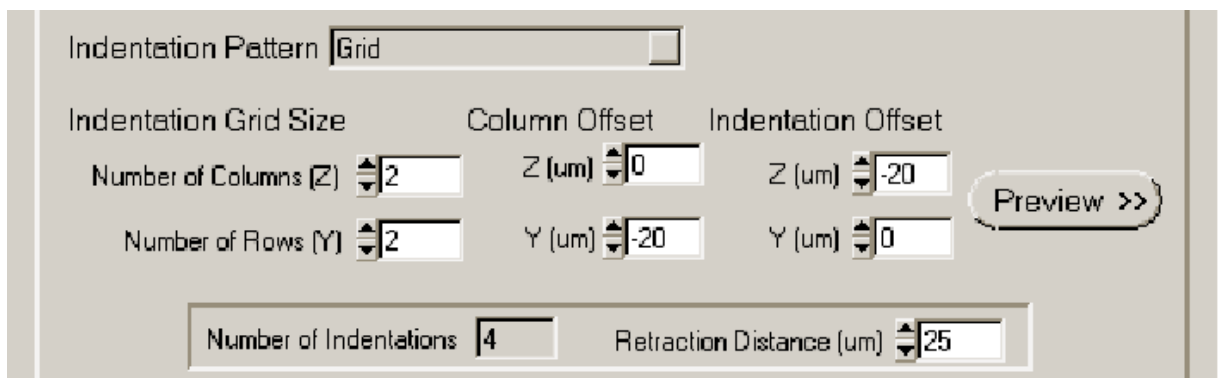 Indentation Pattern Grid
Indentation Grid Size Column Offset Indentation Offset
Number of Columns (Z) 2 Z (um) 0 Z (um) -20
Preview >>
Number of Rows (Y) 2 Y (um) -20 Y (um) 0
Number of Indentations 4 Retraction Distance (um) 25